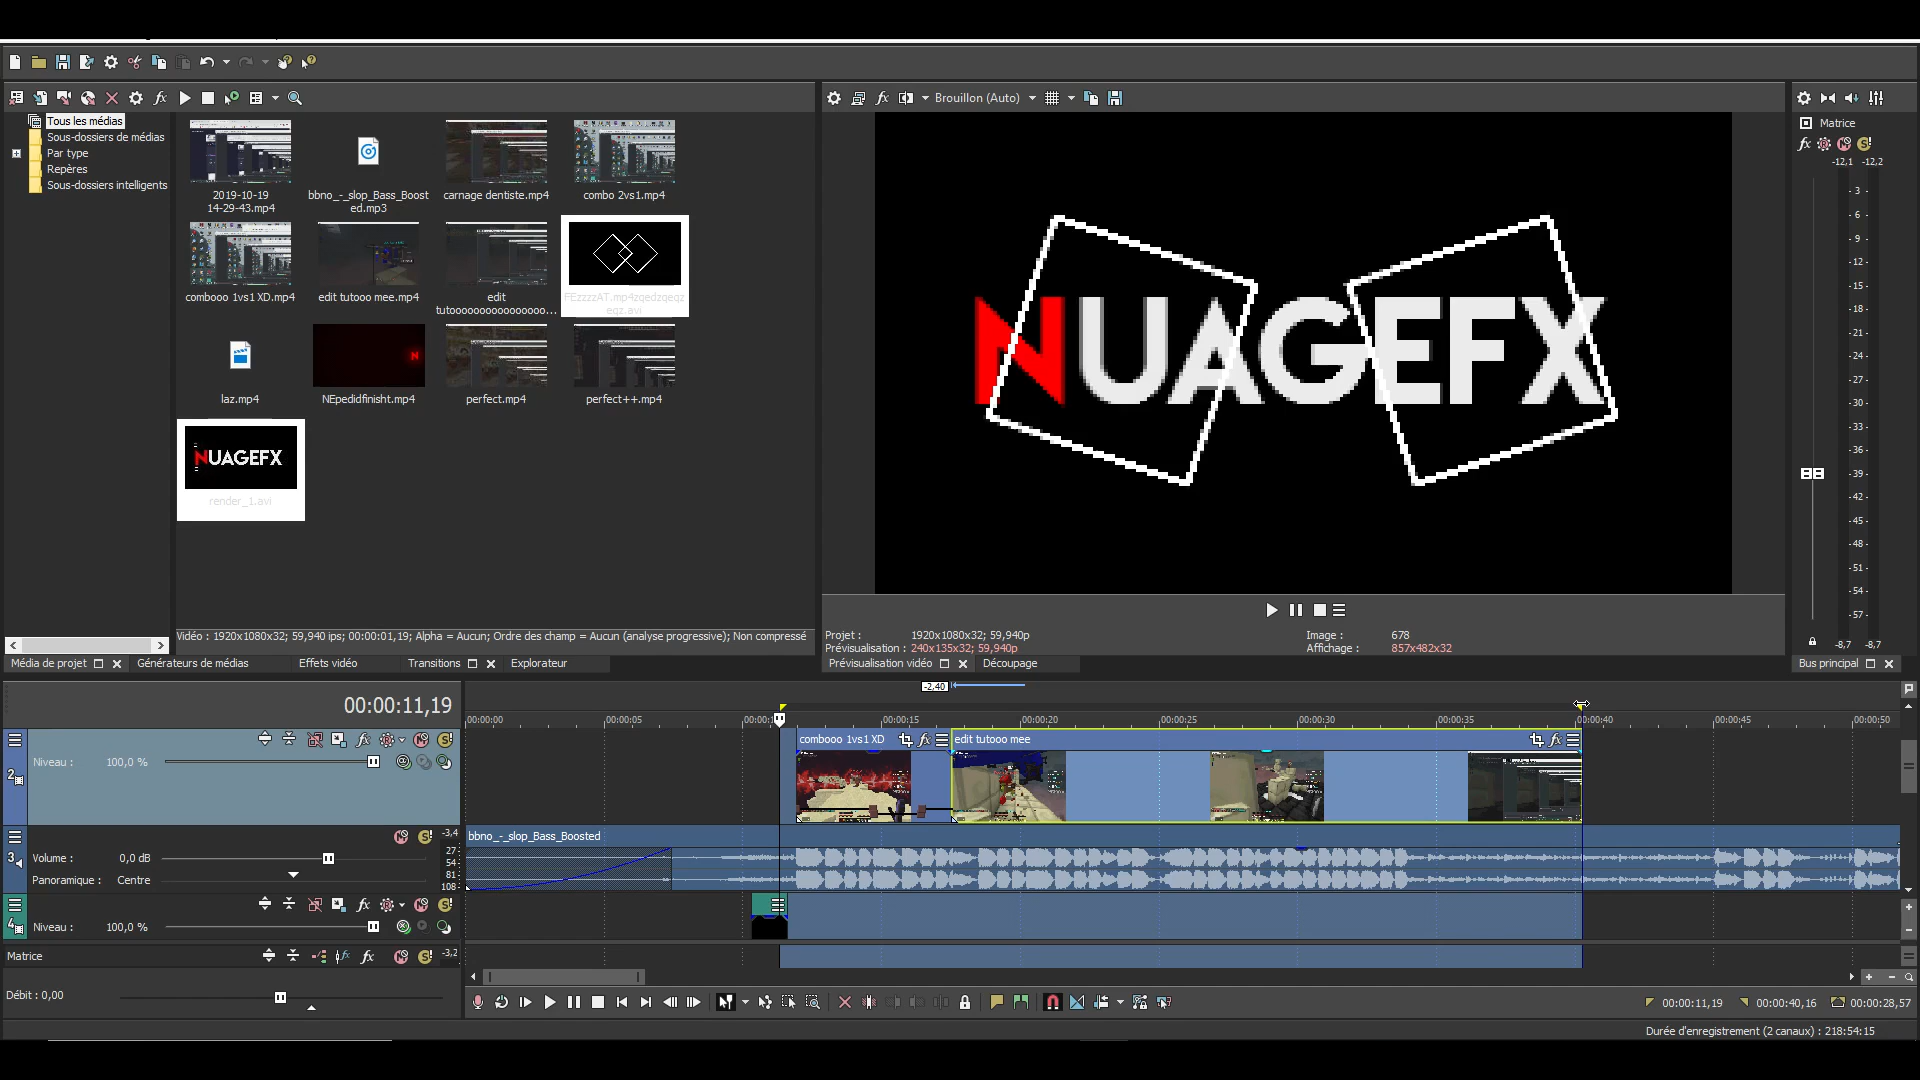 Brouillon (Auto)
Tous les médias
Sous-dossiers de médias
Par type
Repères
Sous-dossiers intelligents
2019-10-19
14-29-43.mp4
bbno_-_slop_Bass_Boost
ed.mp3
carnage dentiste.mp4
combo 2vs1.mp4
combooo 1vs1 XD.mp4
edit tutooo mee.mp4
edit
tutooooooooooooooo...
FEzzzzAT.mp4zqedzqeqz
eqz.avi
laz.mp4
NEpedidfinisht.mp4
perfect.mp4
perfect++.mp4
NUAGEFX
render_1.avi
Vidéo : 1920x1080x32; 59,940 ips; 00:00:01,19; Alpha = Aucun; Ordre des champ = Aucun (analyse progressive); Non compressé
Média de projet
Générateurs de médias
Effets vidéo
Transitions
Explorateur
NUAGEFX
Projet : 1920x1080x32; 59,940p
Prévisualisation : 240x135x32; 59,940p
Image : 678
Affichage : 857x482x32
Prévisualisation vidéo
Découpage
Matrice
-12,1 -12,2
- 3 -
- 6 -
- 9 -
- 12 -
- 15 -
- 18 -
- 21 -
- 24 -
- 27 -
- 30 -
- 33 -
- 36 -
- 39 -
- 42 -
- 45 -
- 48 -
- 51 -
- 54 -
- 57 -
-8,7 -8,7
Bus principal
00:00:11,19
-2,40
00:00:00 00:00:05 00:00:1 00:00:15 00:00:20 00:00:25 00:00:30 00:00:35 00:00:40 00:00:45 00:00:50
combooo 1vs1 XD
edit tutooo mee
2
Niveau : 100,0 %
3
-3,4
bbno_-_slop_Bass_Boosted
Volume : 0,0 dB
Panoramique : Centre
27
54
81
108
4
Niveau : 100,0 %
Matrice
-3,2
Débit : 0,00
00:00:11,19 00:00:40,16 00:00:28,57
Durée d'enregistrement (2 canaux) : 218:54:15